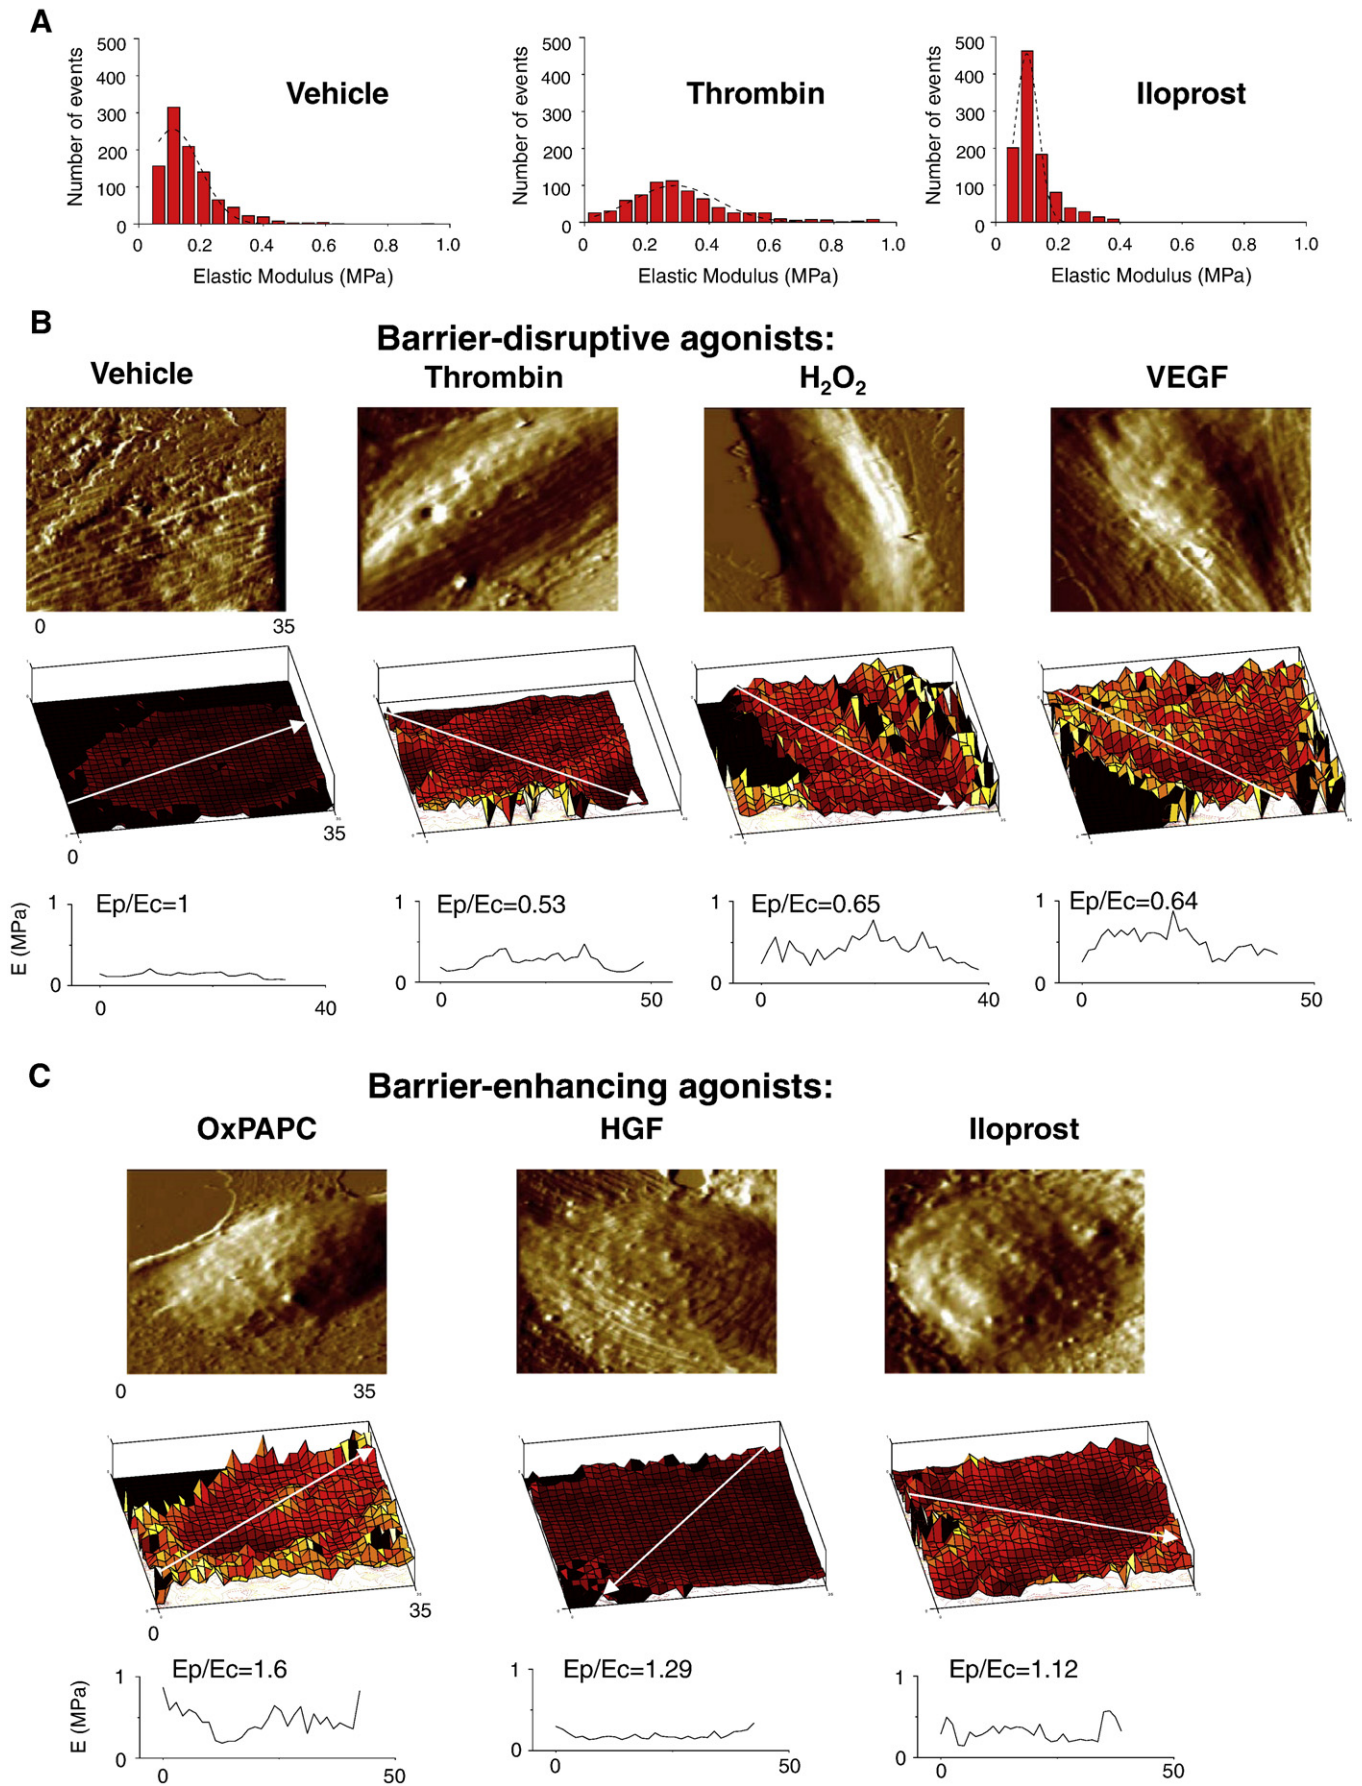 A
Vehicle
Number of events
500
400
300
200
100
0
0
0.2
0.4
0.6
0.8
1.0
Elastic Modulus (MPa)
Thrombin
Number of events
500
400
300
200
100
0
0
0.2
0.4
0.6
0.8
1.0
Elastic Modulus (MPa)
Iloprost
Number of events
500
400
300
200
100
0
0
0.2
0.4
0.6
0.8
1.0
Elastic Modulus (MPa)
B
Barrier-disruptive agonists:
Vehicle
Thrombin
H₂O₂
VEGF
0
35
0
35
E (MPa)
1
0
Ep/Ec=1
0
40
1
0
Ep/Ec=0.53
0
50
1
0
Ep/Ec=0.65
0
40
1
0
Ep/Ec=0.64
0
50
C
Barrier-enhancing agonists:
OxPAPC
HGF
Iloprost
0
35
0
35
E (MPa)
1
0
Ep/Ec=1.6
0
50
1
0
Ep/Ec=1.29
0
50
1
0
Ep/Ec=1.12
0
50